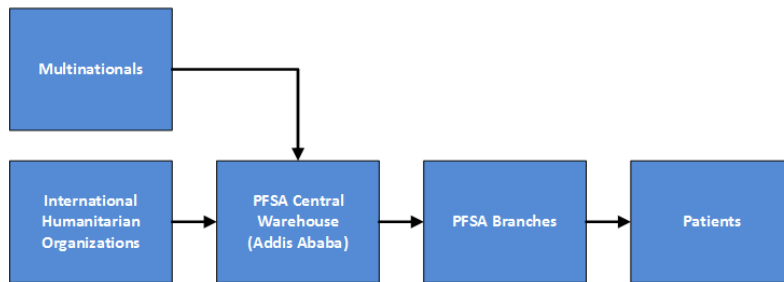 Multinationals
International
Humanitarian
Organizations
PFSA Central
Warehouse
(Addis Ababa)
PFSA Branches
Patients